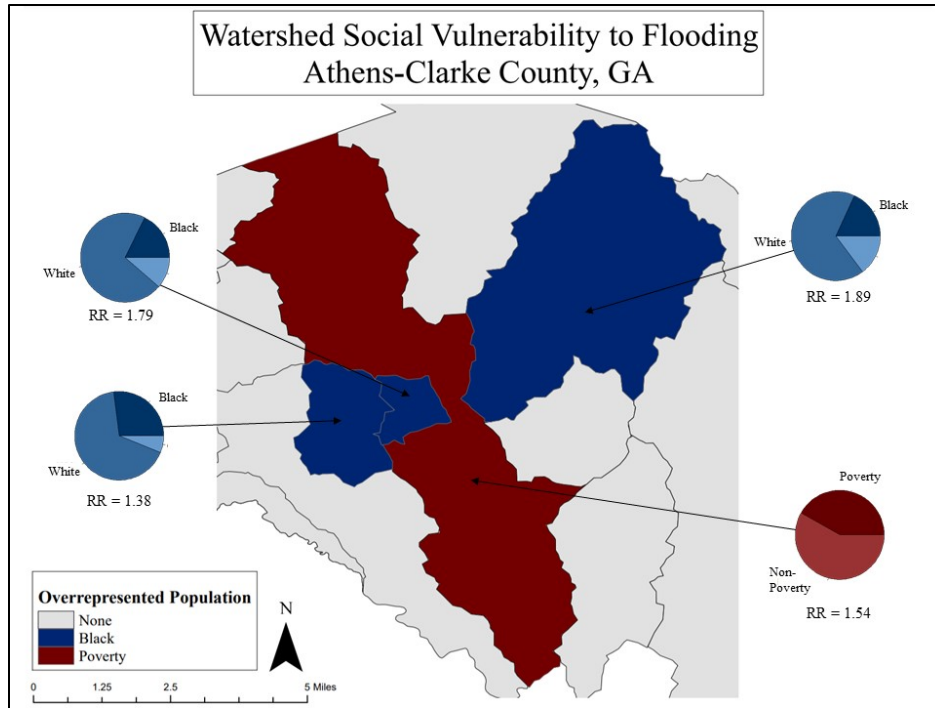 Watershed Social Vulnerability to Flooding
Athens-Clarke County, GA
Black
White
RR = 1.79
Black
White
RR = 1.89
Black
White
RR = 1.38
Poverty
Non-
Poverty
RR = 1.54
Overrepresented Population
None
Black
Poverty
N
0 1.25 2.5 5 Miles